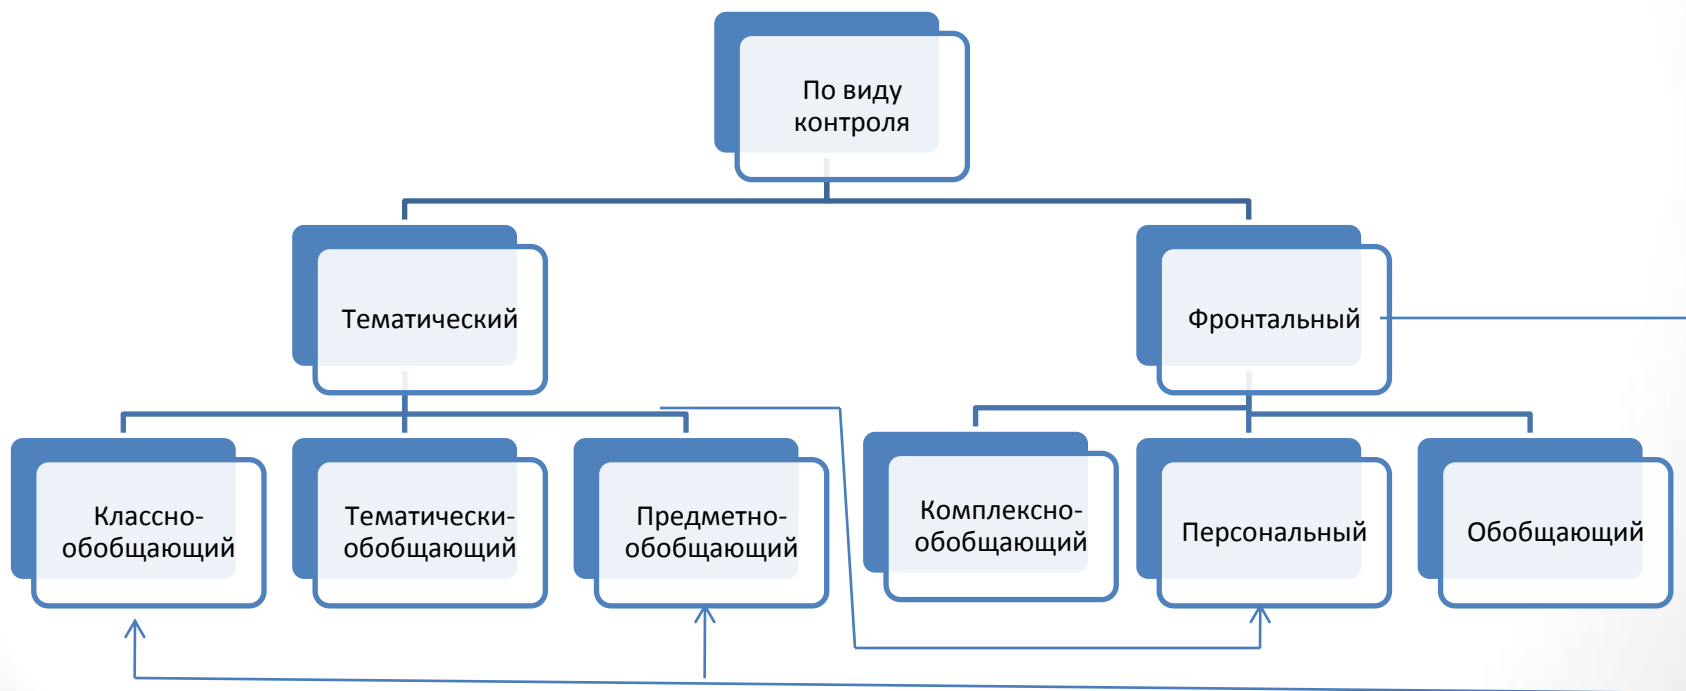 По виду
контроля
Тематический
Фронтальный
Классно-
обобщающий
Тематически-
обобщающий
Предметно-
обобщающий
Комплексно-
обобщающий
Персональный
Обобщающий